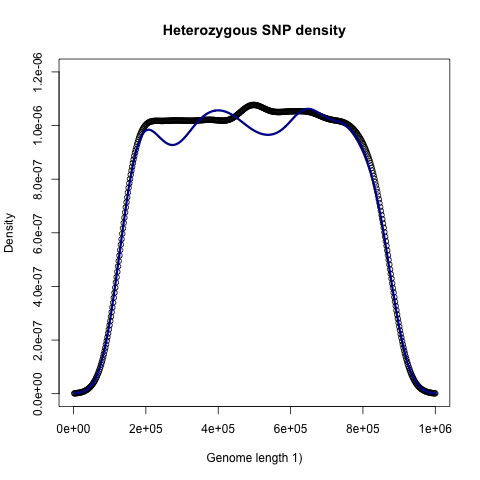 Heterozygous SNP density
Density
1.2e-06
1.0e-06
8.0e-07
6.0e-07
4.0e-07
2.0e-07
0.0e+00
0e+00 2e+05 4e+05 6e+05 8e+05 1e+06
Genome length 1)